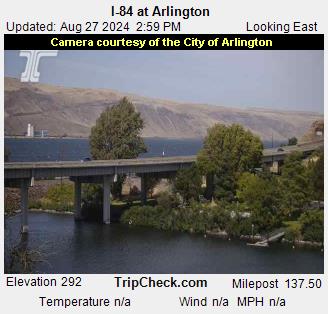 I-84 at Arlington
Updated: Aug 27 2024 2:59 PM Looking East
Camera courtesy of the City of Arlington
Elevation 292 TripCheck.com Milepost 137.50
Temperature n/a Wind n/a MPH n/a